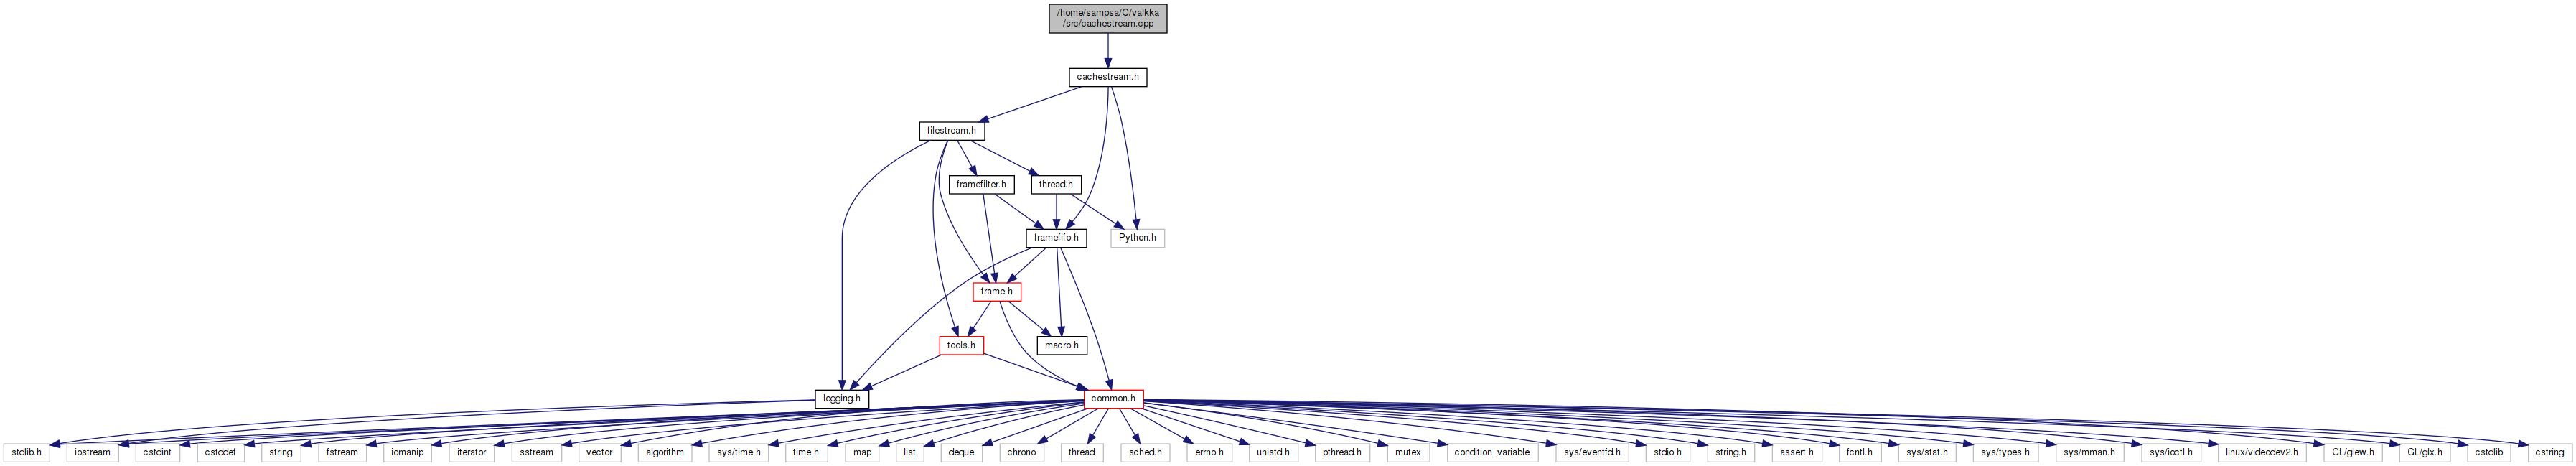 /home/sampsa/C/valkka
/src/cachestream.cpp
cachestream.h
filestream.h
framefilter.h
thread.h
framefifo.h
Python.h
frame.h
tools.h
macro.h
logging.h
common.h
stdlib.h
iostream
cstdint
cstddef
string
fstream
iomanip
iterator
sstream
vector
algorithm
sys/time.h
time.h
map
list
deque
chrono
thread
sched.h
errno.h
unistd.h
pthread.h
mutex
condition_variable
sys/eventfd.h
stdio.h
string.h
assert.h
fcntl.h
sys/stat.h
sys/types.h
sys/mman.h
sys/ioctl.h
linux/videodev2.h
GL/glew.h
GL/glx.h
cstdlib
cstring